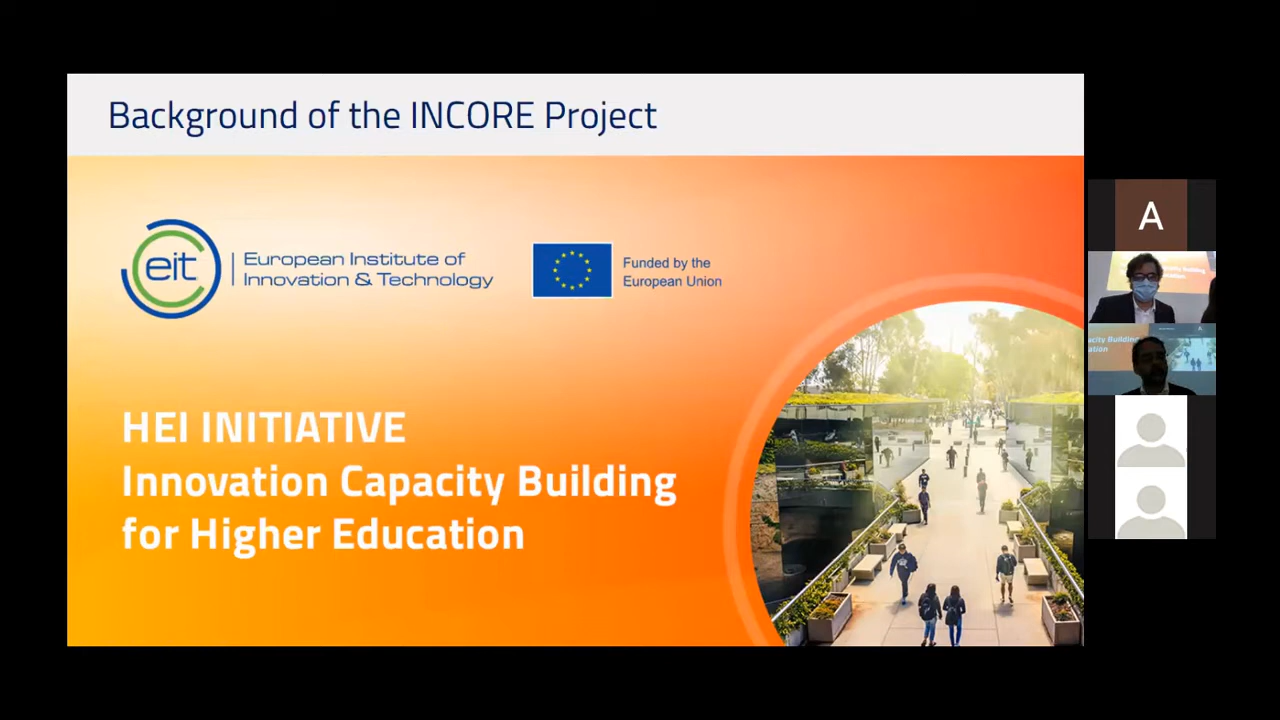 Background of the INCORE Project
eit
European Institute of
Innovation & Technology
Funded by the
European Union
HEI INITIATIVE
Innovation Capacity Building
for Higher Education
A